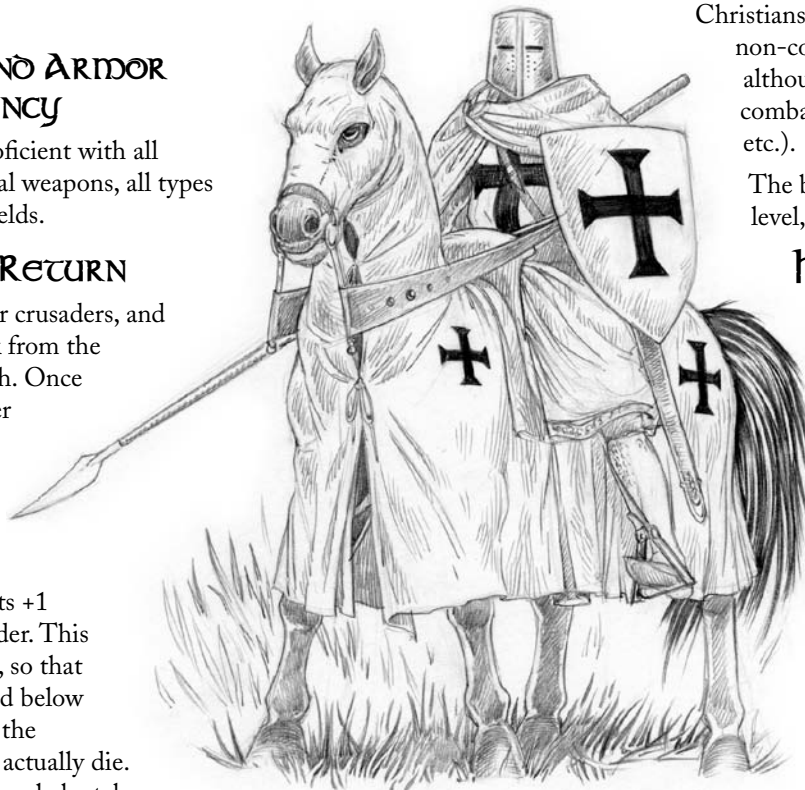 ND ARMOR
NCY
oficient with all
al weapons, all types
elds.
RETURN
r crusaders, and
k from the
h. Once
er
ts +1
der. This
, so that
d below
the
actually die.
Christians
non-co
althou
comba
etc.).
The b
level,